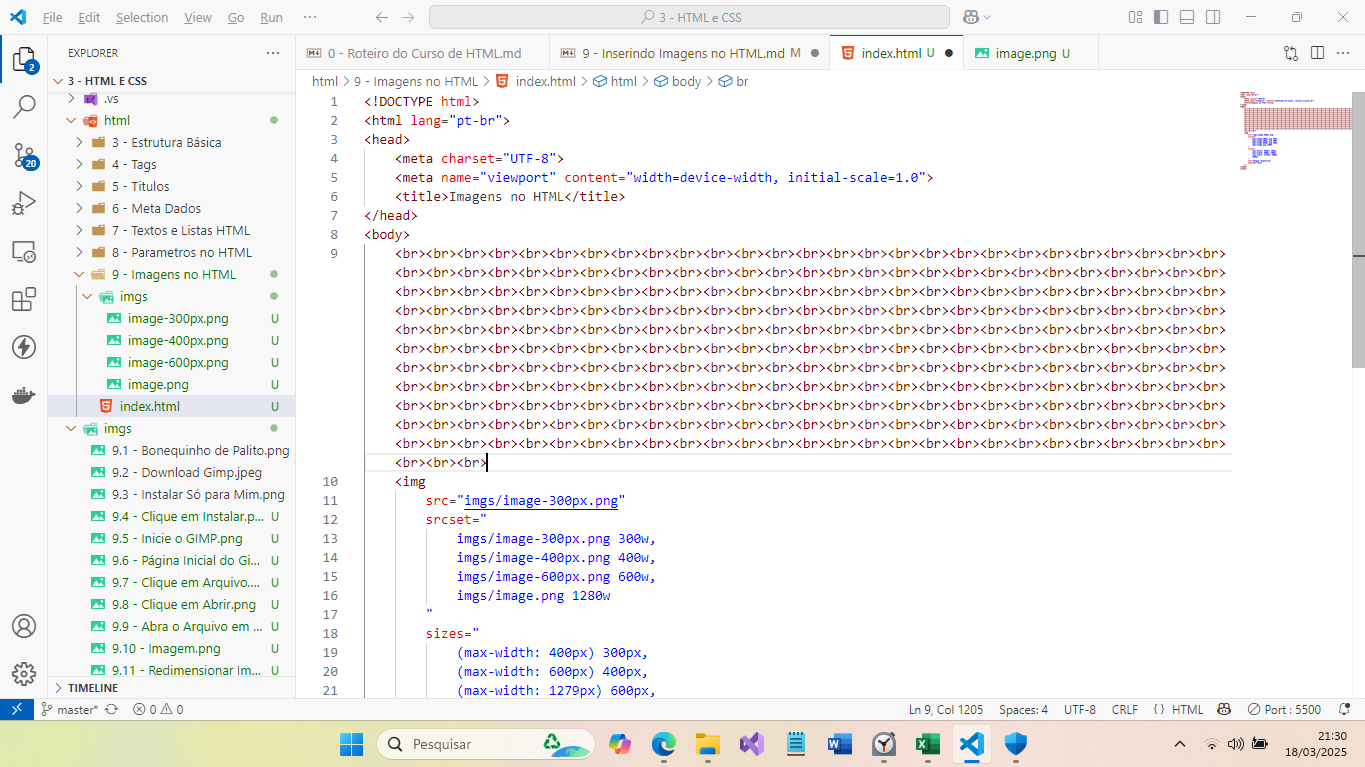 File Edit Selection View Go Run ··· 3 - HTML e CSS
EXPLORER ···
3 - HTML E CSS
.vs
html
3 - Estrutura Básica
4 - Tags
5 - Titulos
6 - Meta Dados
7 - Textos e Listas HTML
8 - Parametros no HTML
9 - Imagens no HTML
imgs
image-300px.png U
image-400px.png U
image-600px.png U
image.png U
index.html U
imgs
9.1 - Bonequinho de Palito.png
9.2 - Download Gimp.jpeg
9.3 - Instalar Só para Mim.png
9.4 - Clique em Instalar.p... U
9.5 - Inicie o GIMP.png U
9.6 - Página Inicial do Gi... U
9.7 - Clique em Arquivo.... U
9.8 - Clique em Abrir.png U
9.9 - Abra o Arquivo em ... U
9.10 - Imagem.png U
9.11 - Redimensionar Im... U
TIMELINE
2
20
0 - Roteiro do Curso de HTML.md 9 - Inserindo Imagens no HTML.md M index.html U image.png U ···
html > 9 - Imagens no HTML > index.html > html > body > br
1 <!DOCTYPE html>
2 <html lang="pt-br">
3 <head>
4 <meta charset="UTF-8">
5 <meta name="viewport" content="width=device-width, initial-scale=1.0">
6 <title>Imagens no HTML</title>
7 </head>
8 <body>
9 <br><br><br><br><br><br><br><br><br><br><br><br><br><br><br><br><br><br><br><br><br><br><br><br><br><br><br>
<br><br><br><br><br><br><br><br><br><br><br><br><br><br><br><br><br><br><br><br><br><br><br><br><br><br><br>
<br><br><br><br><br><br><br><br><br><br><br><br><br><br><br><br><br><br><br><br><br><br><br><br><br><br><br>
<br><br><br><br><br><br><br><br><br><br><br><br><br><br><br><br><br><br><br><br><br><br><br><br><br><br><br>
<br><br><br><br><br><br><br><br><br><br><br><br><br><br><br><br><br><br><br><br><br><br><br><br><br><br><br>
<br><br><br><br><br><br><br><br><br><br><br><br><br><br><br><br><br><br><br><br><br><br><br><br><br><br><br>
<br><br><br><br><br><br><br><br><br><br><br><br><br><br><br><br><br><br><br><br><br><br><br><br><br><br><br>
<br><br><br><br><br><br><br><br><br><br><br><br><br><br><br><br><br><br><br><br><br><br><br><br><br><br><br>
<br><br><br><br><br><br><br><br><br><br><br><br><br><br><br><br><br><br><br><br><br><br><br><br><br><br><br>
<br><br><br><br><br><br><br><br><br><br><br><br><br><br><br><br><br><br><br><br><br><br><br><br><br><br><br>
<br><br><br><br><br><br><br><br><br><br><br><br><br><br><br><br><br><br><br><br><br><br><br><br><br><br><br>
<br><br><br>
10 <img
11 src="imgs/image-300px.png"
12 srcset="
13 imgs/image-300px.png 300w,
14 imgs/image-400px.png 400w,
15 imgs/image-600px.png 600w,
16 imgs/image.png 1280w
17 "
18 sizes="
19 (max-width: 400px) 300px,
20 (max-width: 600px) 400px,
21 (max-width: 1279px) 600px,
master* 0 0 Ln 9, Col 1205 Spaces: 4 UTF-8 CRLF {} HTML Port : 5500
Pesquisar
21:30
18/03/2025